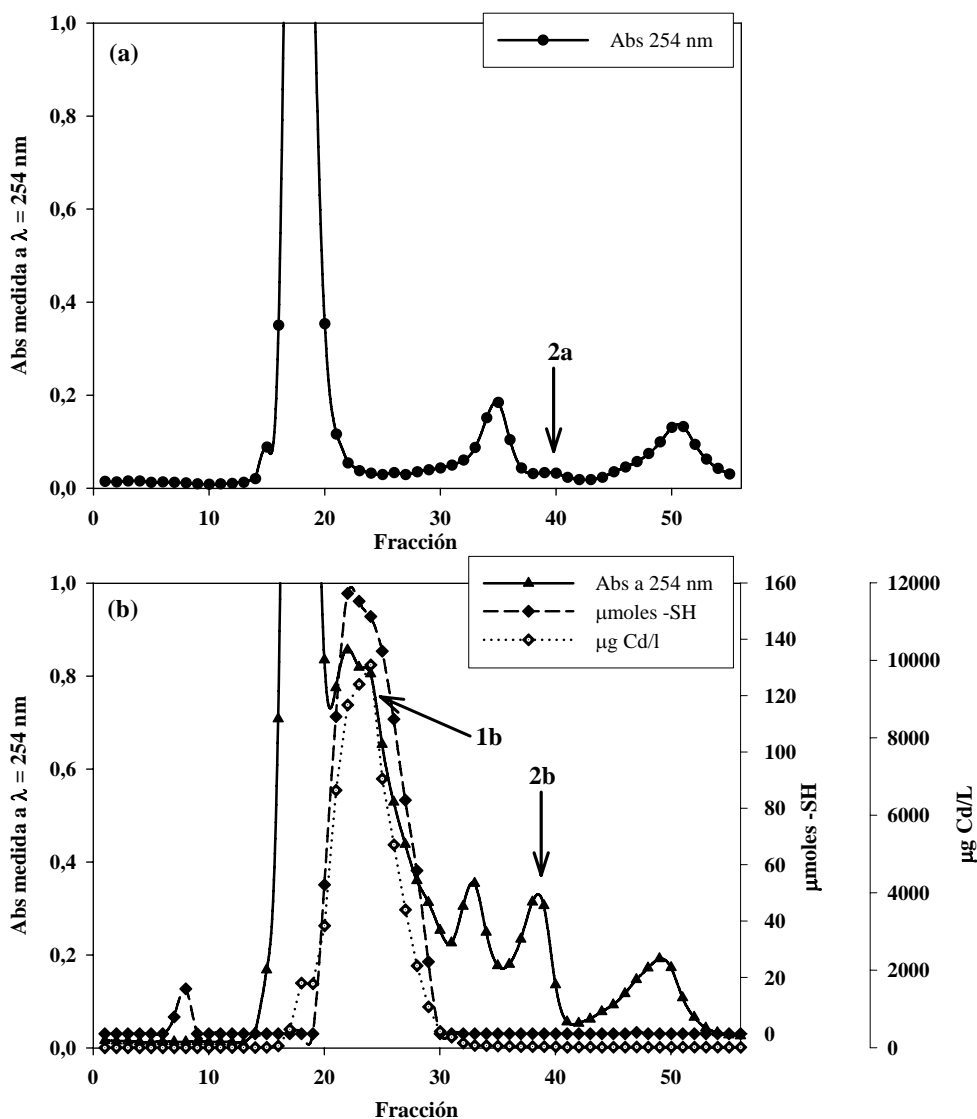 (a)
Abs 254 nm
Abs medida a λ = 254 nm
1,0
0,8
0,6
0,4
0,2
0,0
2a
0 10 20 30 40 50
Fracción
(b)
Abs a 254 nm
μmoles -SH
μg Cd/l
Abs medida a λ = 254 nm
1,0
0,8
0,6
0,4
0,2
0,0
1b
2b
160
140
120
100
80
60
40
20
0
μmoles -SH
12000
10000
8000
6000
4000
2000
0
μg Cd/L
0 10 20 30 40 50
Fracción